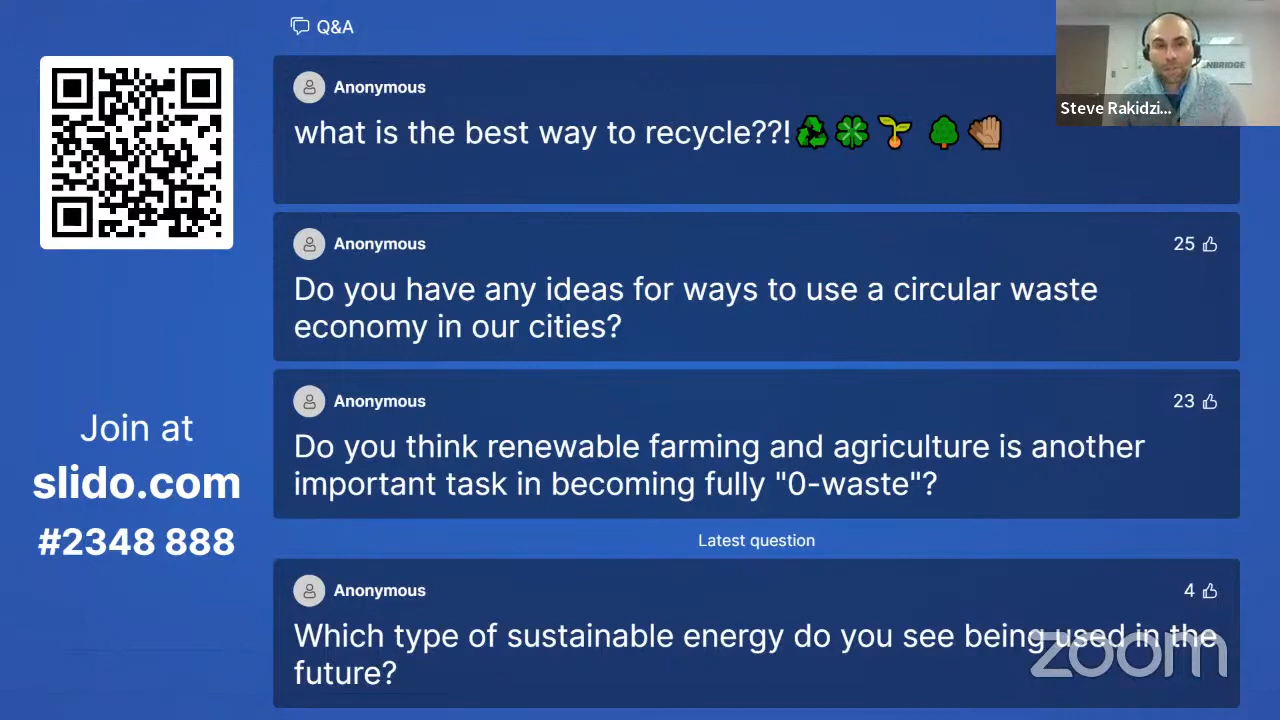 Q&A
Anonymous
what is the best way to recycle??!♻️🍀🌱 🌳👏🏽
Steve Rakidzi...
NBRIDGE
Anonymous
25
Do you have any ideas for ways to use a circular waste
economy in our cities?
Anonymous
23
Do you think renewable farming and agriculture is another
important task in becoming fully "0-waste"?
Join at
slido.com
#2348 888
Latest question
Anonymous
4
Which type of sustainable energy do you see being used in the
future?
zoom